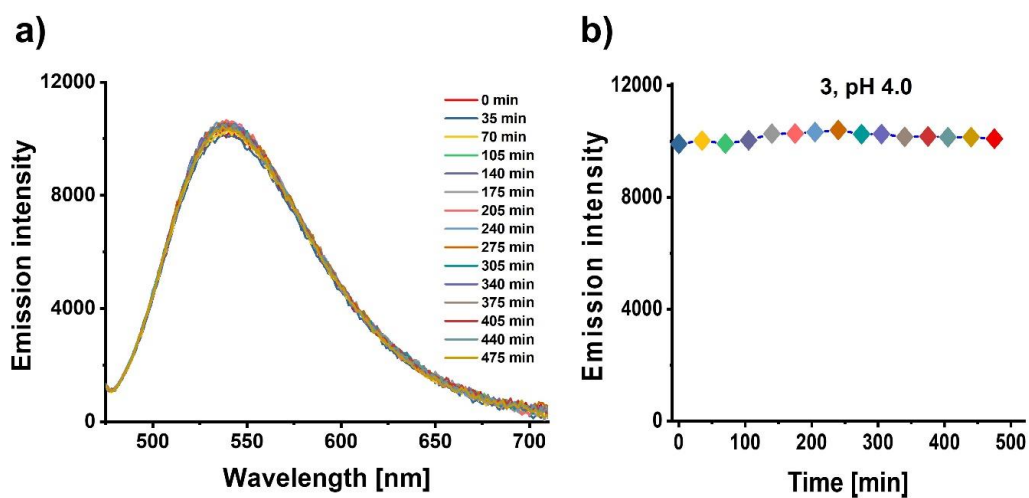 a)
Emission intensity
12000
8000
4000
0
500
550
600
650
700
Wavelength [nm]
0 min
35 min
70 min
105 min
140 min
175 min
205 min
240 min
275 min
305 min
340 min
375 min
405 min
440 min
475 min
b)
3, pH 4.0
Emission intensity
12000
8000
4000
0
0
100
200
300
400
500
Time [min]